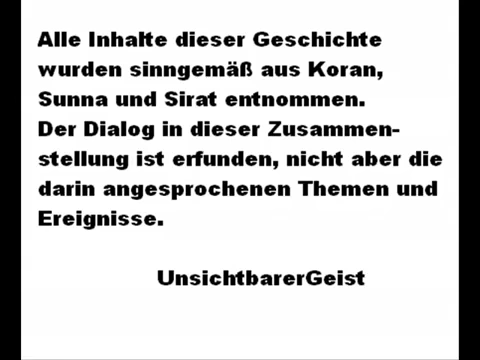 Alle Inhalte dieser Geschichte
wurden sinngemäß aus Koran,
Sunna und Sirat entnommen.
Der Dialog in dieser Zusammen-
stellung ist erfunden, nicht aber die
darin angesprochenen Themen und
Ereignisse.
UnsichtbarerGeist